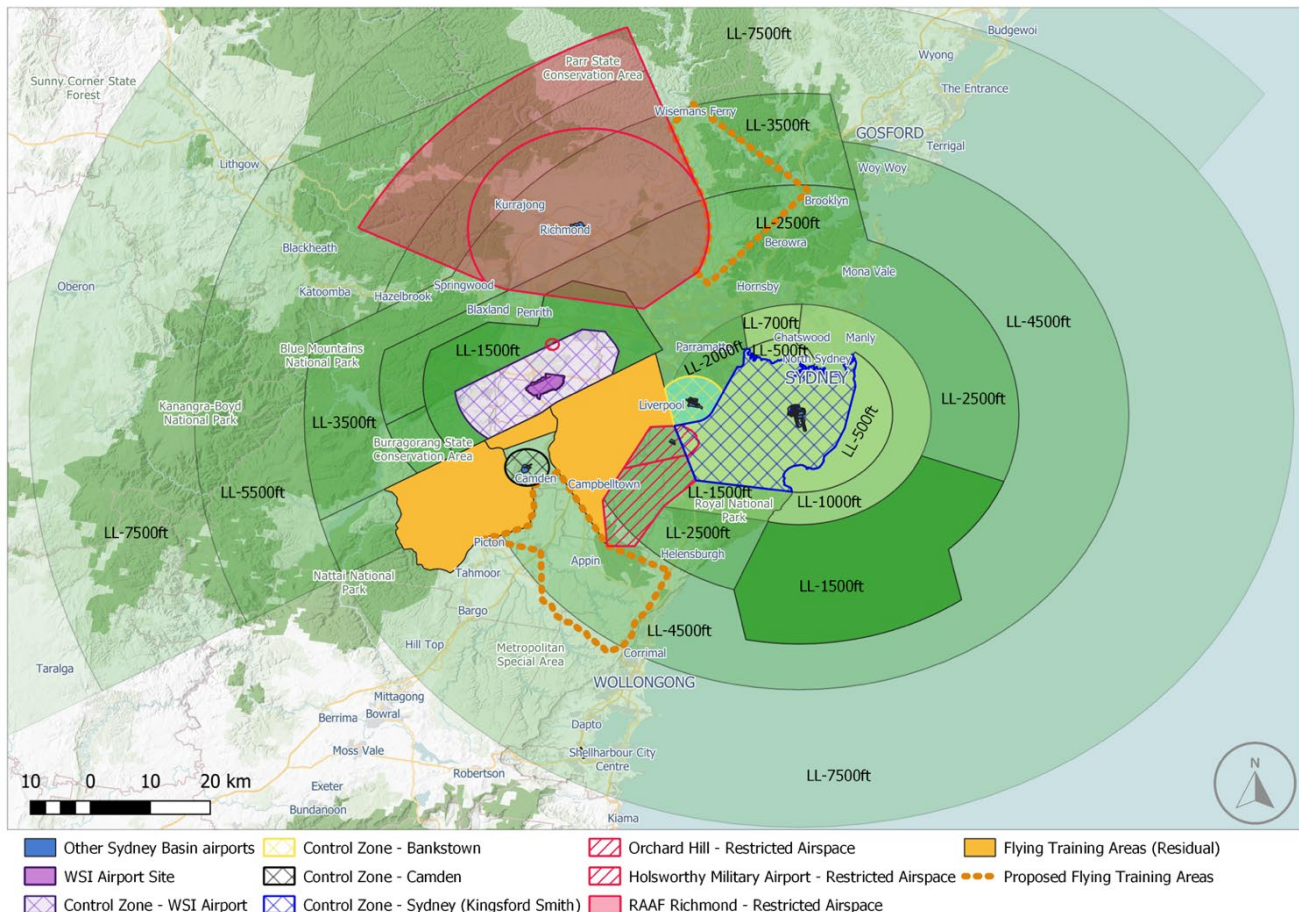 LL-7500ft
Budgewoi
Wyong
Parr State
Conservation Area
Sunny Corner State
Forest
The Entrance
Wisemans Ferry
LL-3500ft
GOSFORD
Terrigal
Lithgow
Woy Woy
Kurrajong
Brooklyn
Richmond
LL-2500ft
Berowra
Blackheath
Mona Vale
Oberon
Springwood
Hornsby
Katoomba
Hazelbrook
Blaxland
Penrith
LL-700ft
LL-4500ft
Chatswood
Manly
Parramatta
LL-2000ft
LL-500ft
Blue Mountains
National Park
LL-1500ft
North Sydney
SYDNEY
LL-2500ft
Kanangra-Boyd
National Park
Liverpool
LL-500ft
LL-3500ft
Burragorang State
Conservation Area
Camden
Campbelltown
LL-5500ft
LL-1500ft
Royal National
Park
LL-1000ft
LL-7500ft
LL-2500ft
Picton
Helensburgh
Appin
Nattai National
Park
Tahmoor
LL-1500ft
Bargo
LL-4500ft
Hill Top
Metropolitan
Special Area
Corrimal
Taralga
WOLLONGONG
Mittagong
Berrima
Bowral
Dapto
Moss Vale
Shellharbour City
Centre
Robertson
LL-7500ft
Exeter
Bundanoon
Kiama
N
10 0 10 20 km
Other Sydney Basin airports
Control Zone - Bankstown
Orchard Hill - Restricted Airspace
Flying Training Areas (Residual)
WSI Airport Site
Control Zone - Camden
Holsworthy Military Airport - Restricted Airspace
Proposed Flying Training Areas
Control Zone - WSI Airport
Control Zone - Sydney (Kingsford Smith)
RAAF Richmond - Restricted Airspace